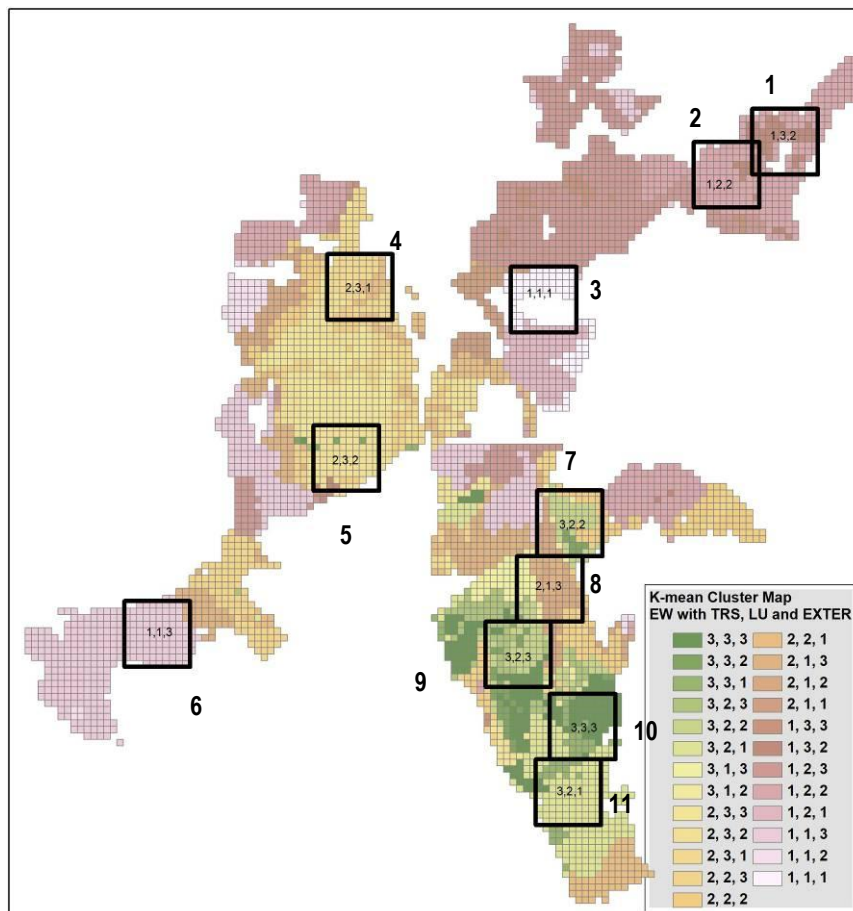 1
2
1,3,2
1,2,2
4
2,3,1
1,1,1
3
7
2,3,2
5
3,2,2
8
2,1,3
1,1,3
6
9
3,2,3
3,3,3
10
3,2,1
11
K-mean Cluster Map
EW with TRS, LU and EXTER
3, 3, 3 2, 2, 1
3, 3, 2 2, 1, 3
3, 3, 1 2, 1, 2
3, 2, 3 2, 1, 1
3, 2, 2 1, 3, 3
3, 2, 1 1, 3, 2
3, 1, 3 1, 2, 3
3, 1, 2 1, 2, 2
2, 3, 3 1, 2, 1
2, 3, 2 1, 1, 3
2, 3, 1 1, 1, 2
2, 2, 3 1, 1, 1
2, 2, 2